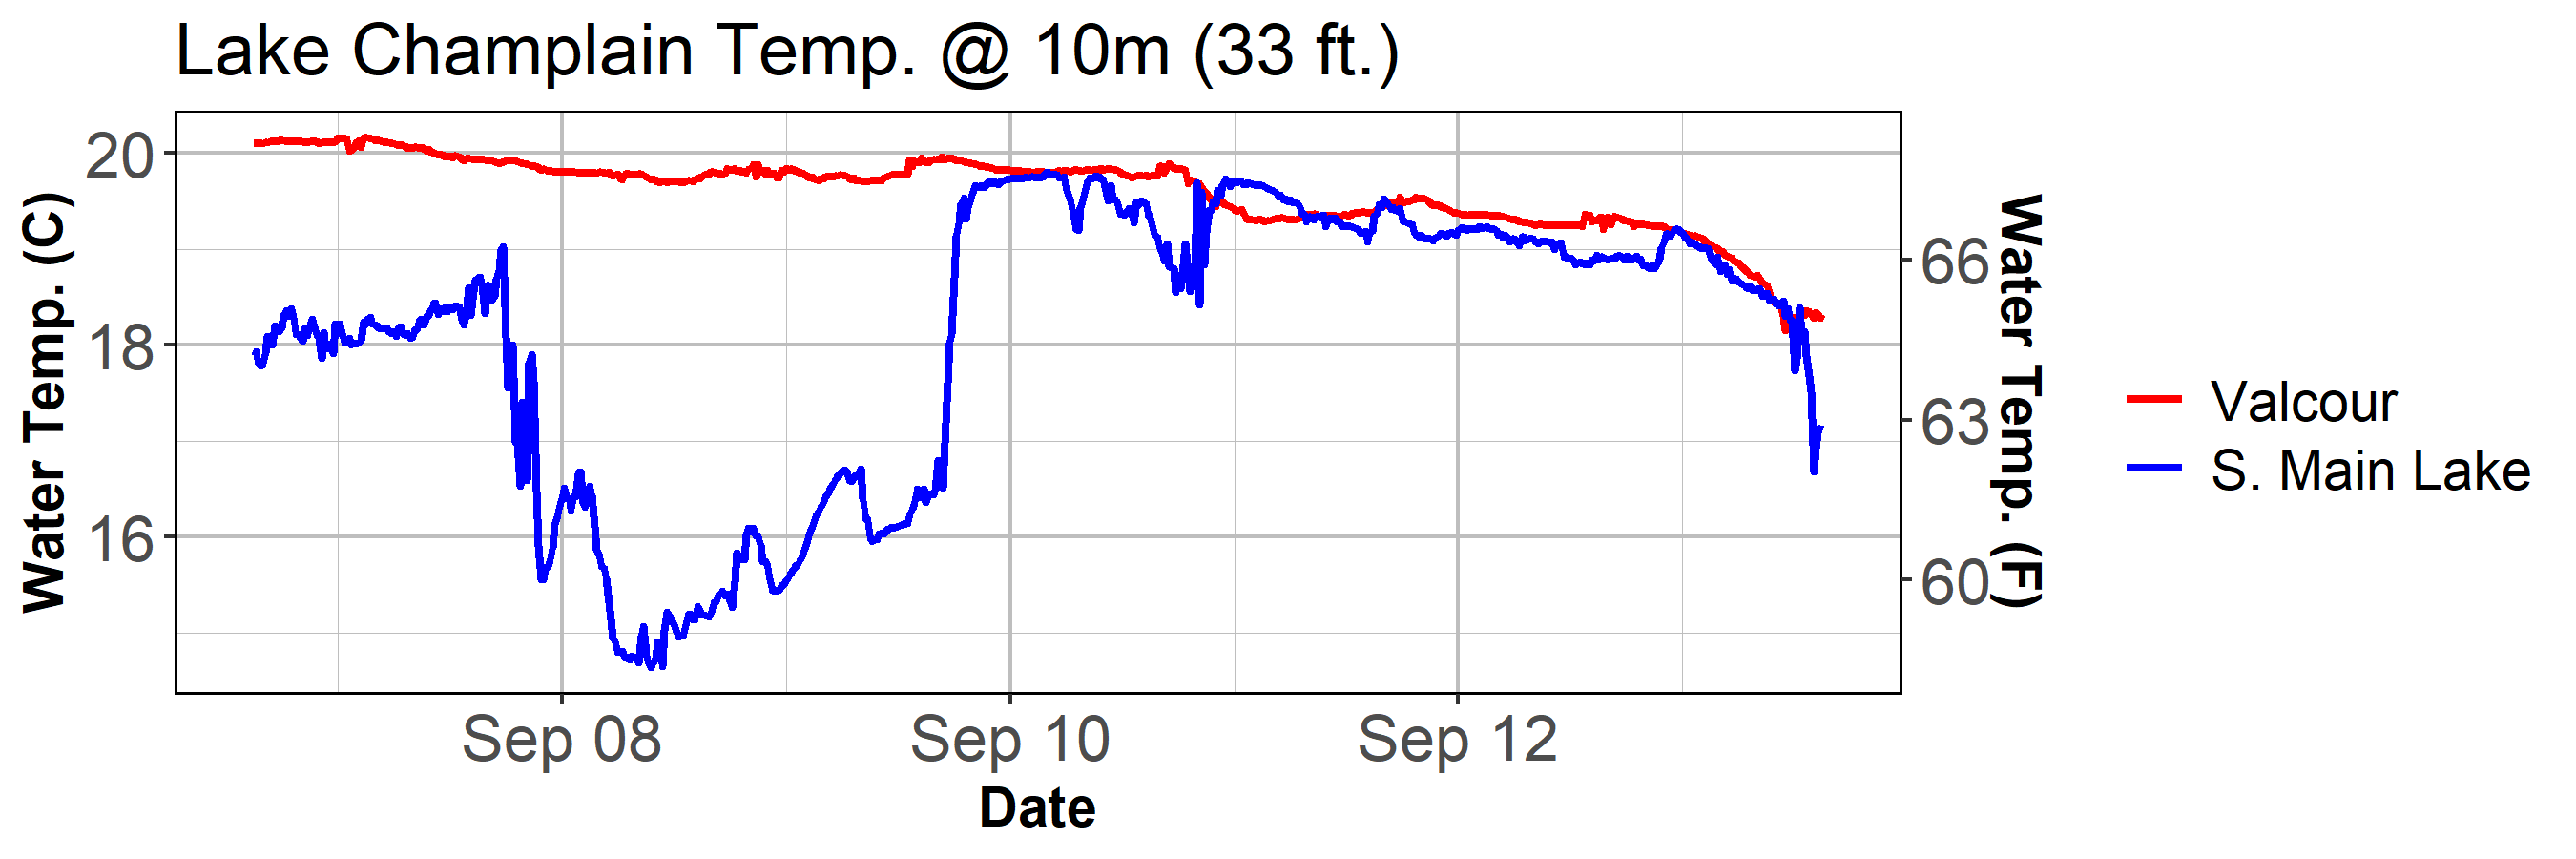 Lake Champlain Temp. @ 10m (33 ft.)
Water Temp. (C)
20
18
16
Water Temp. (F)
66
63
60
Sep 08
Sep 10
Sep 12
Date
Valcour
S. Main Lake